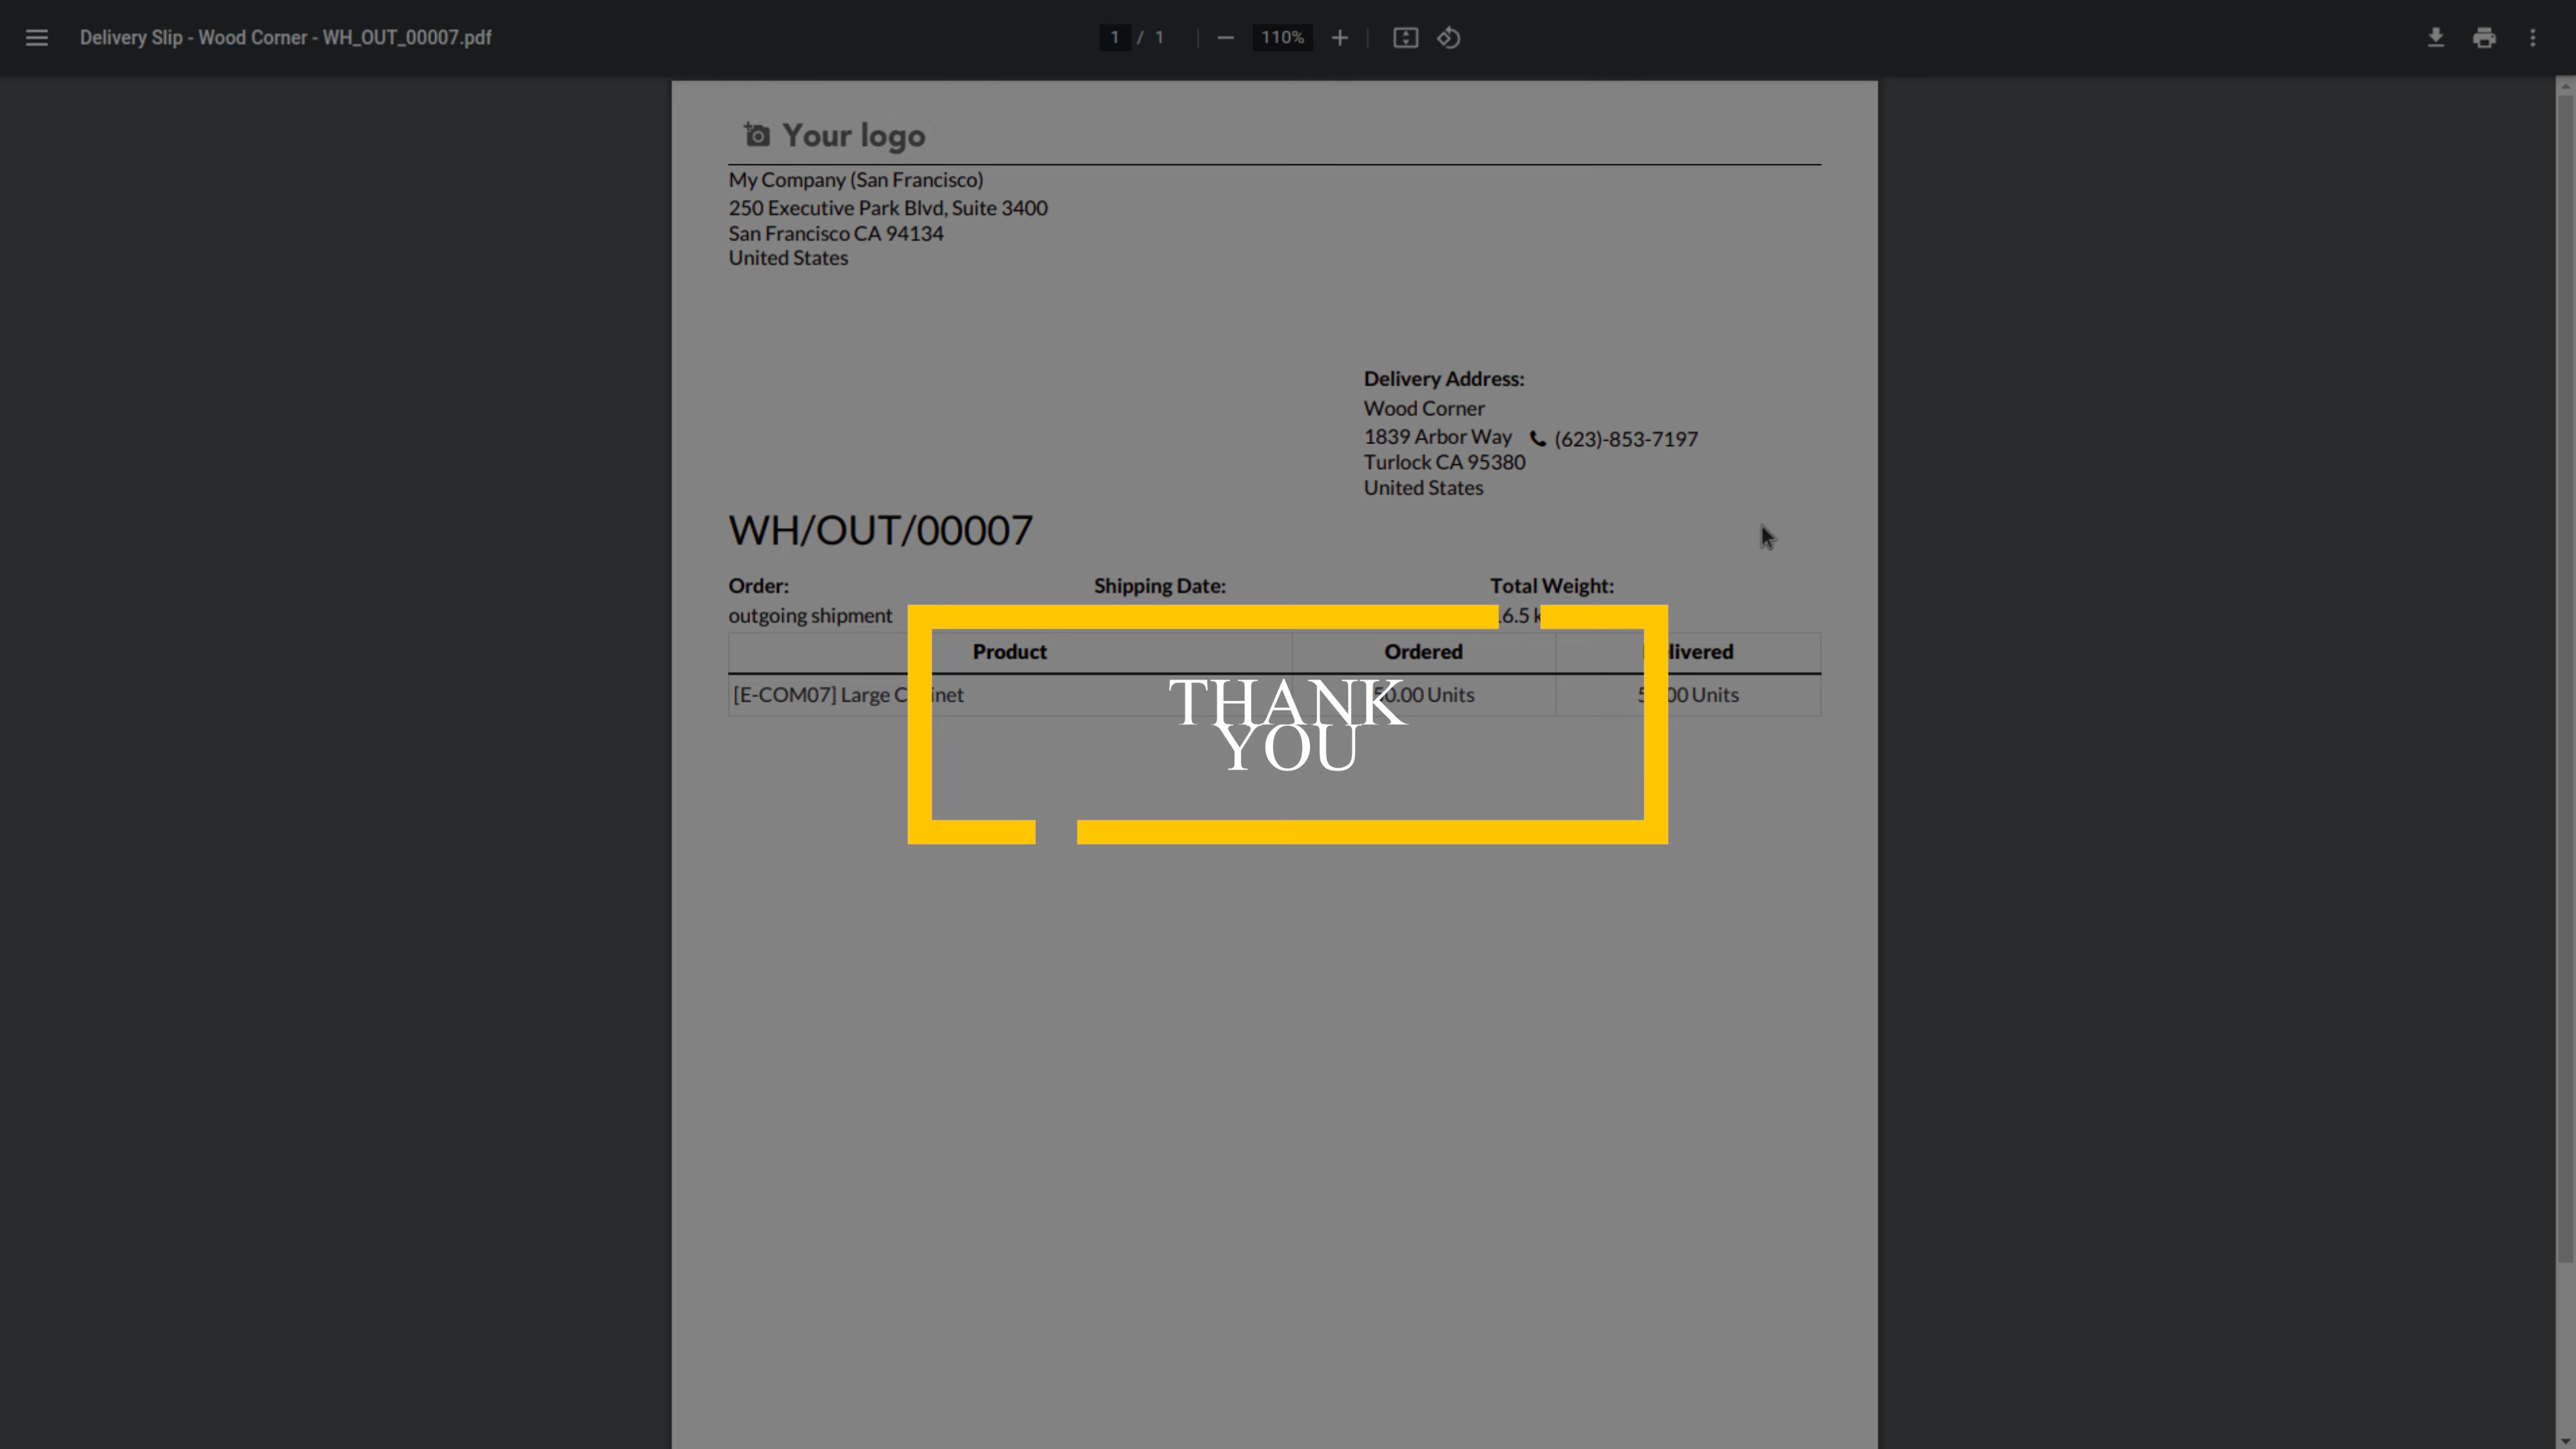 Delivery Slip - Wood Corner - WH_OUT_00007.pdf
1 / 1
110%
Your logo
My Company (San Francisco)
250 Executive Park Blvd, Suite 3400
San Francisco CA 94134
United States
Delivery Address:
Wood Corner
1839 Arbor Way (623)-853-7197
Turlock CA 95380
United States
WH/OUT/00007
Order: Shipping Date: Total Weight:
outgoing shipment
Product Ordered
[E-COM07] Large Units Units
THANK
YOU